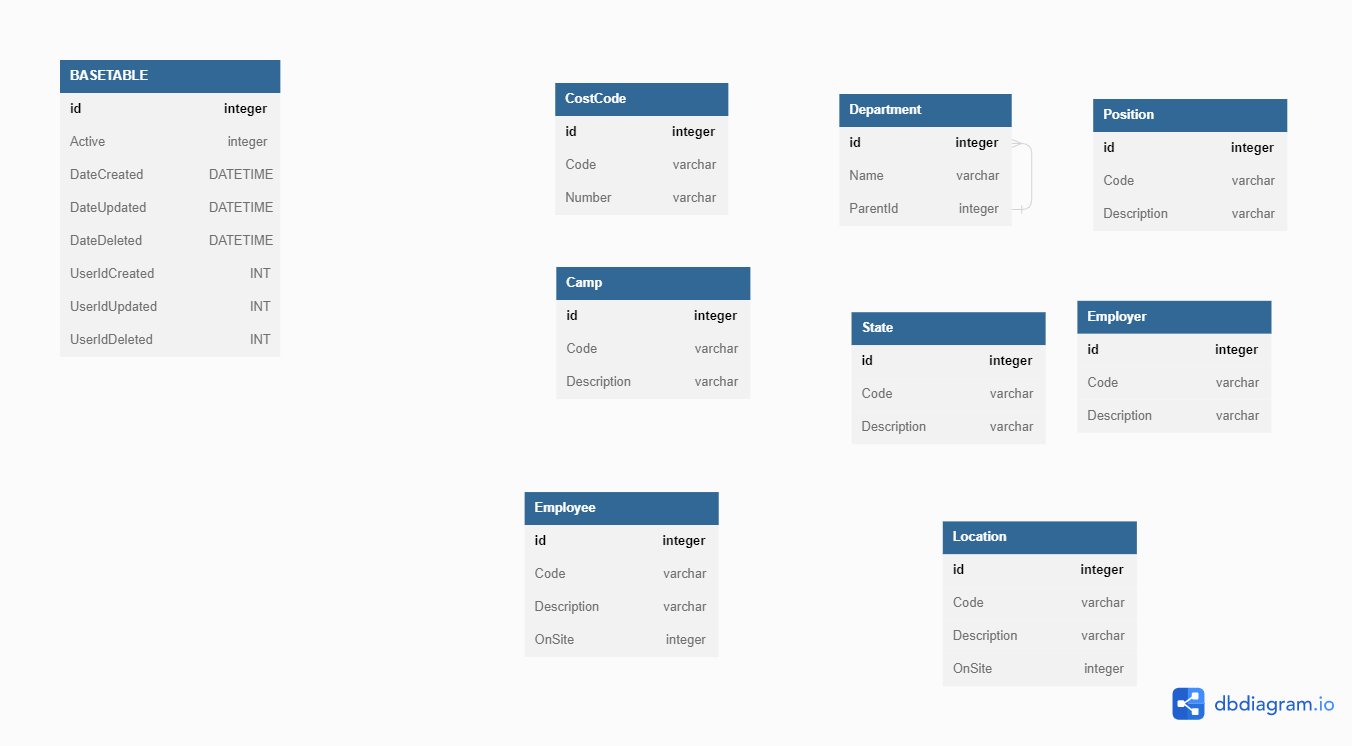 BASETABLE
id integer
Active integer
DateCreated DATETIME
DateUpdated DATETIME
DateDeleted DATETIME
UserIdCreated INT
UserIdUpdated INT
UserIdDeleted INT
CostCode
id integer
Code varchar
Number varchar
Department
id integer
Name varchar
ParentId integer
Position
id integer
Code varchar
Description varchar
Camp
id integer
Code varchar
Description varchar
State
id integer
Code varchar
Description varchar
Employer
id integer
Code varchar
Description varchar
Employee
id integer
Code varchar
Description varchar
OnSite integer
Location
id integer
Code varchar
Description varchar
OnSite integer
dbdiagram.io